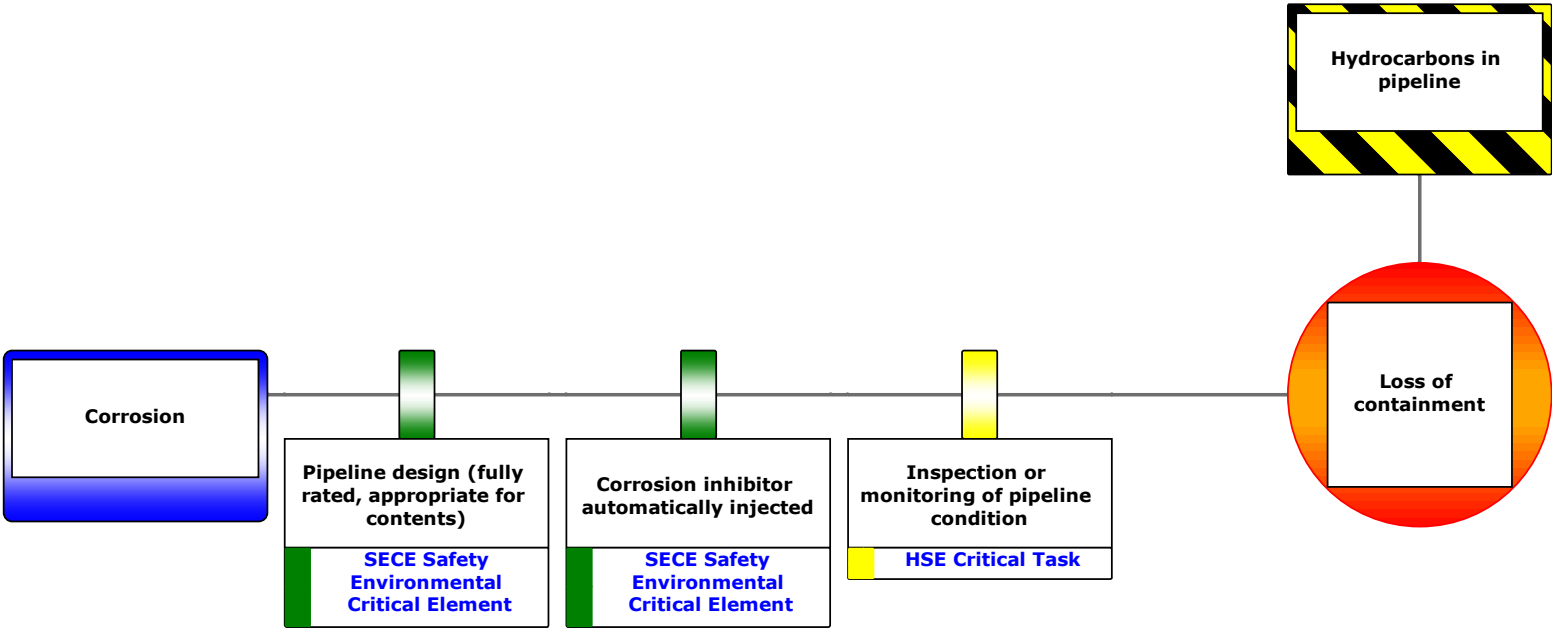 Hydrocarbons in
pipeline
Corrosion
Loss of
containment
Pipeline design (fully
rated, appropriate for
contents)
SECE Safety
Environmental
Critical Element
Corrosion inhibitor
automatically injected
SECE Safety
Environmental
Critical Element
Inspection or
monitoring of pipeline
condition
HSE Critical Task